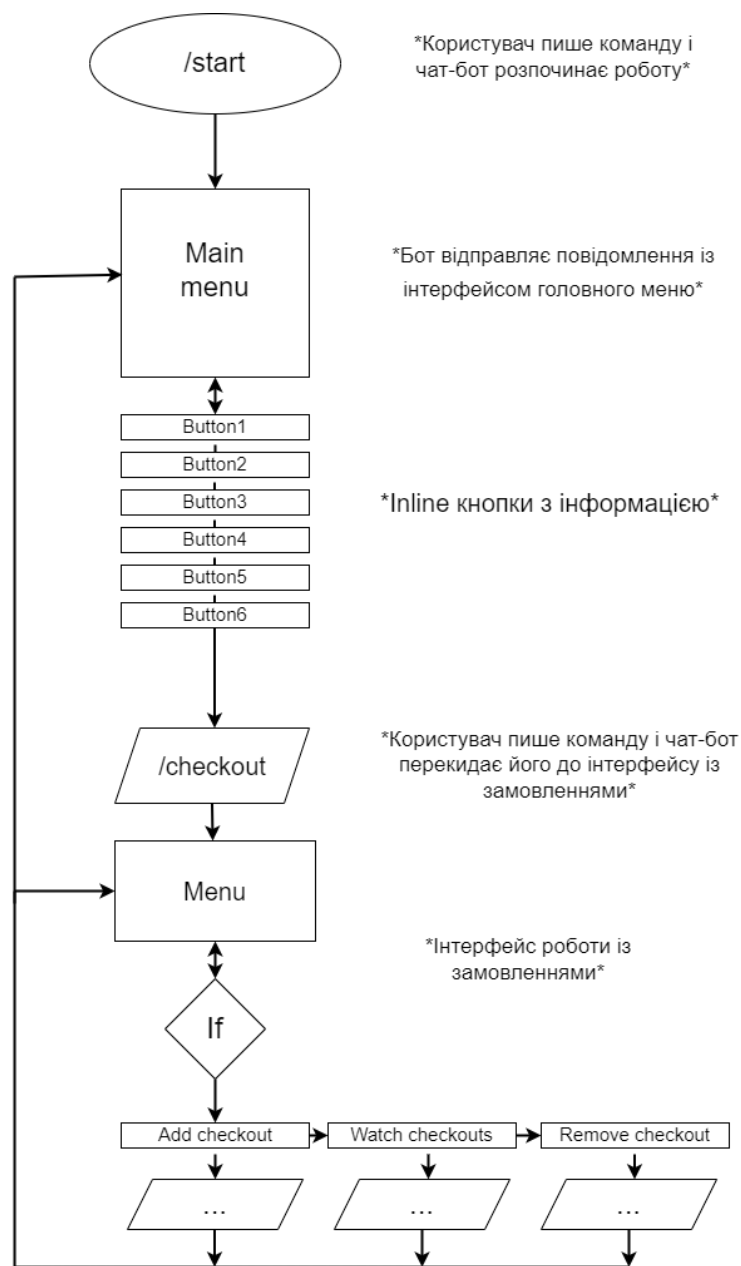 /start
*Користувач пише команду і
чат-бот розпочинає роботу*
Main
menu
*Бот відправляє повідомлення із
інтерфейсом головного меню*
Button1
Button2
Button3
Button4
Button5
Button6
*Inline кнопки з інформацією*
/checkout
*Користувач пише команду і чат-бот
перекидає його до інтерфейсу із
замовленнями*
Menu
*Інтерфейс роботи із
замовленнями*
If
Add checkout
Watch checkouts
Remove checkout
...
...
...